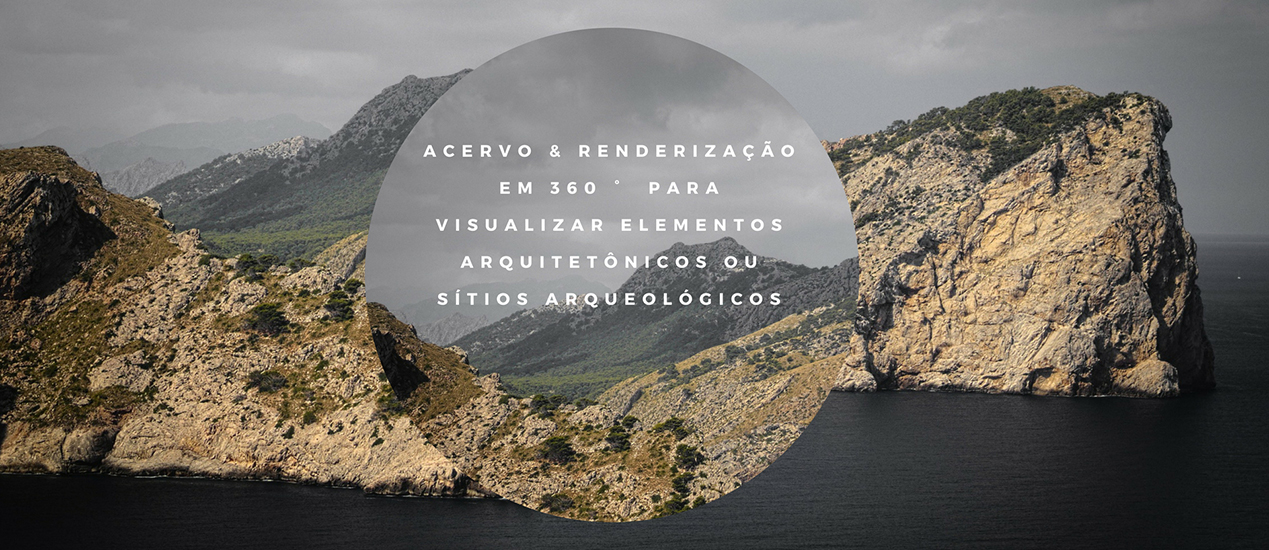 ACERVO & RENDERIZAÇÃO
EM 360 ° PARA
VISUALIZAR ELEMENTOS
ARQUITETÔNICOS OU
SÍTIOS ARQUEOLÓGICOS